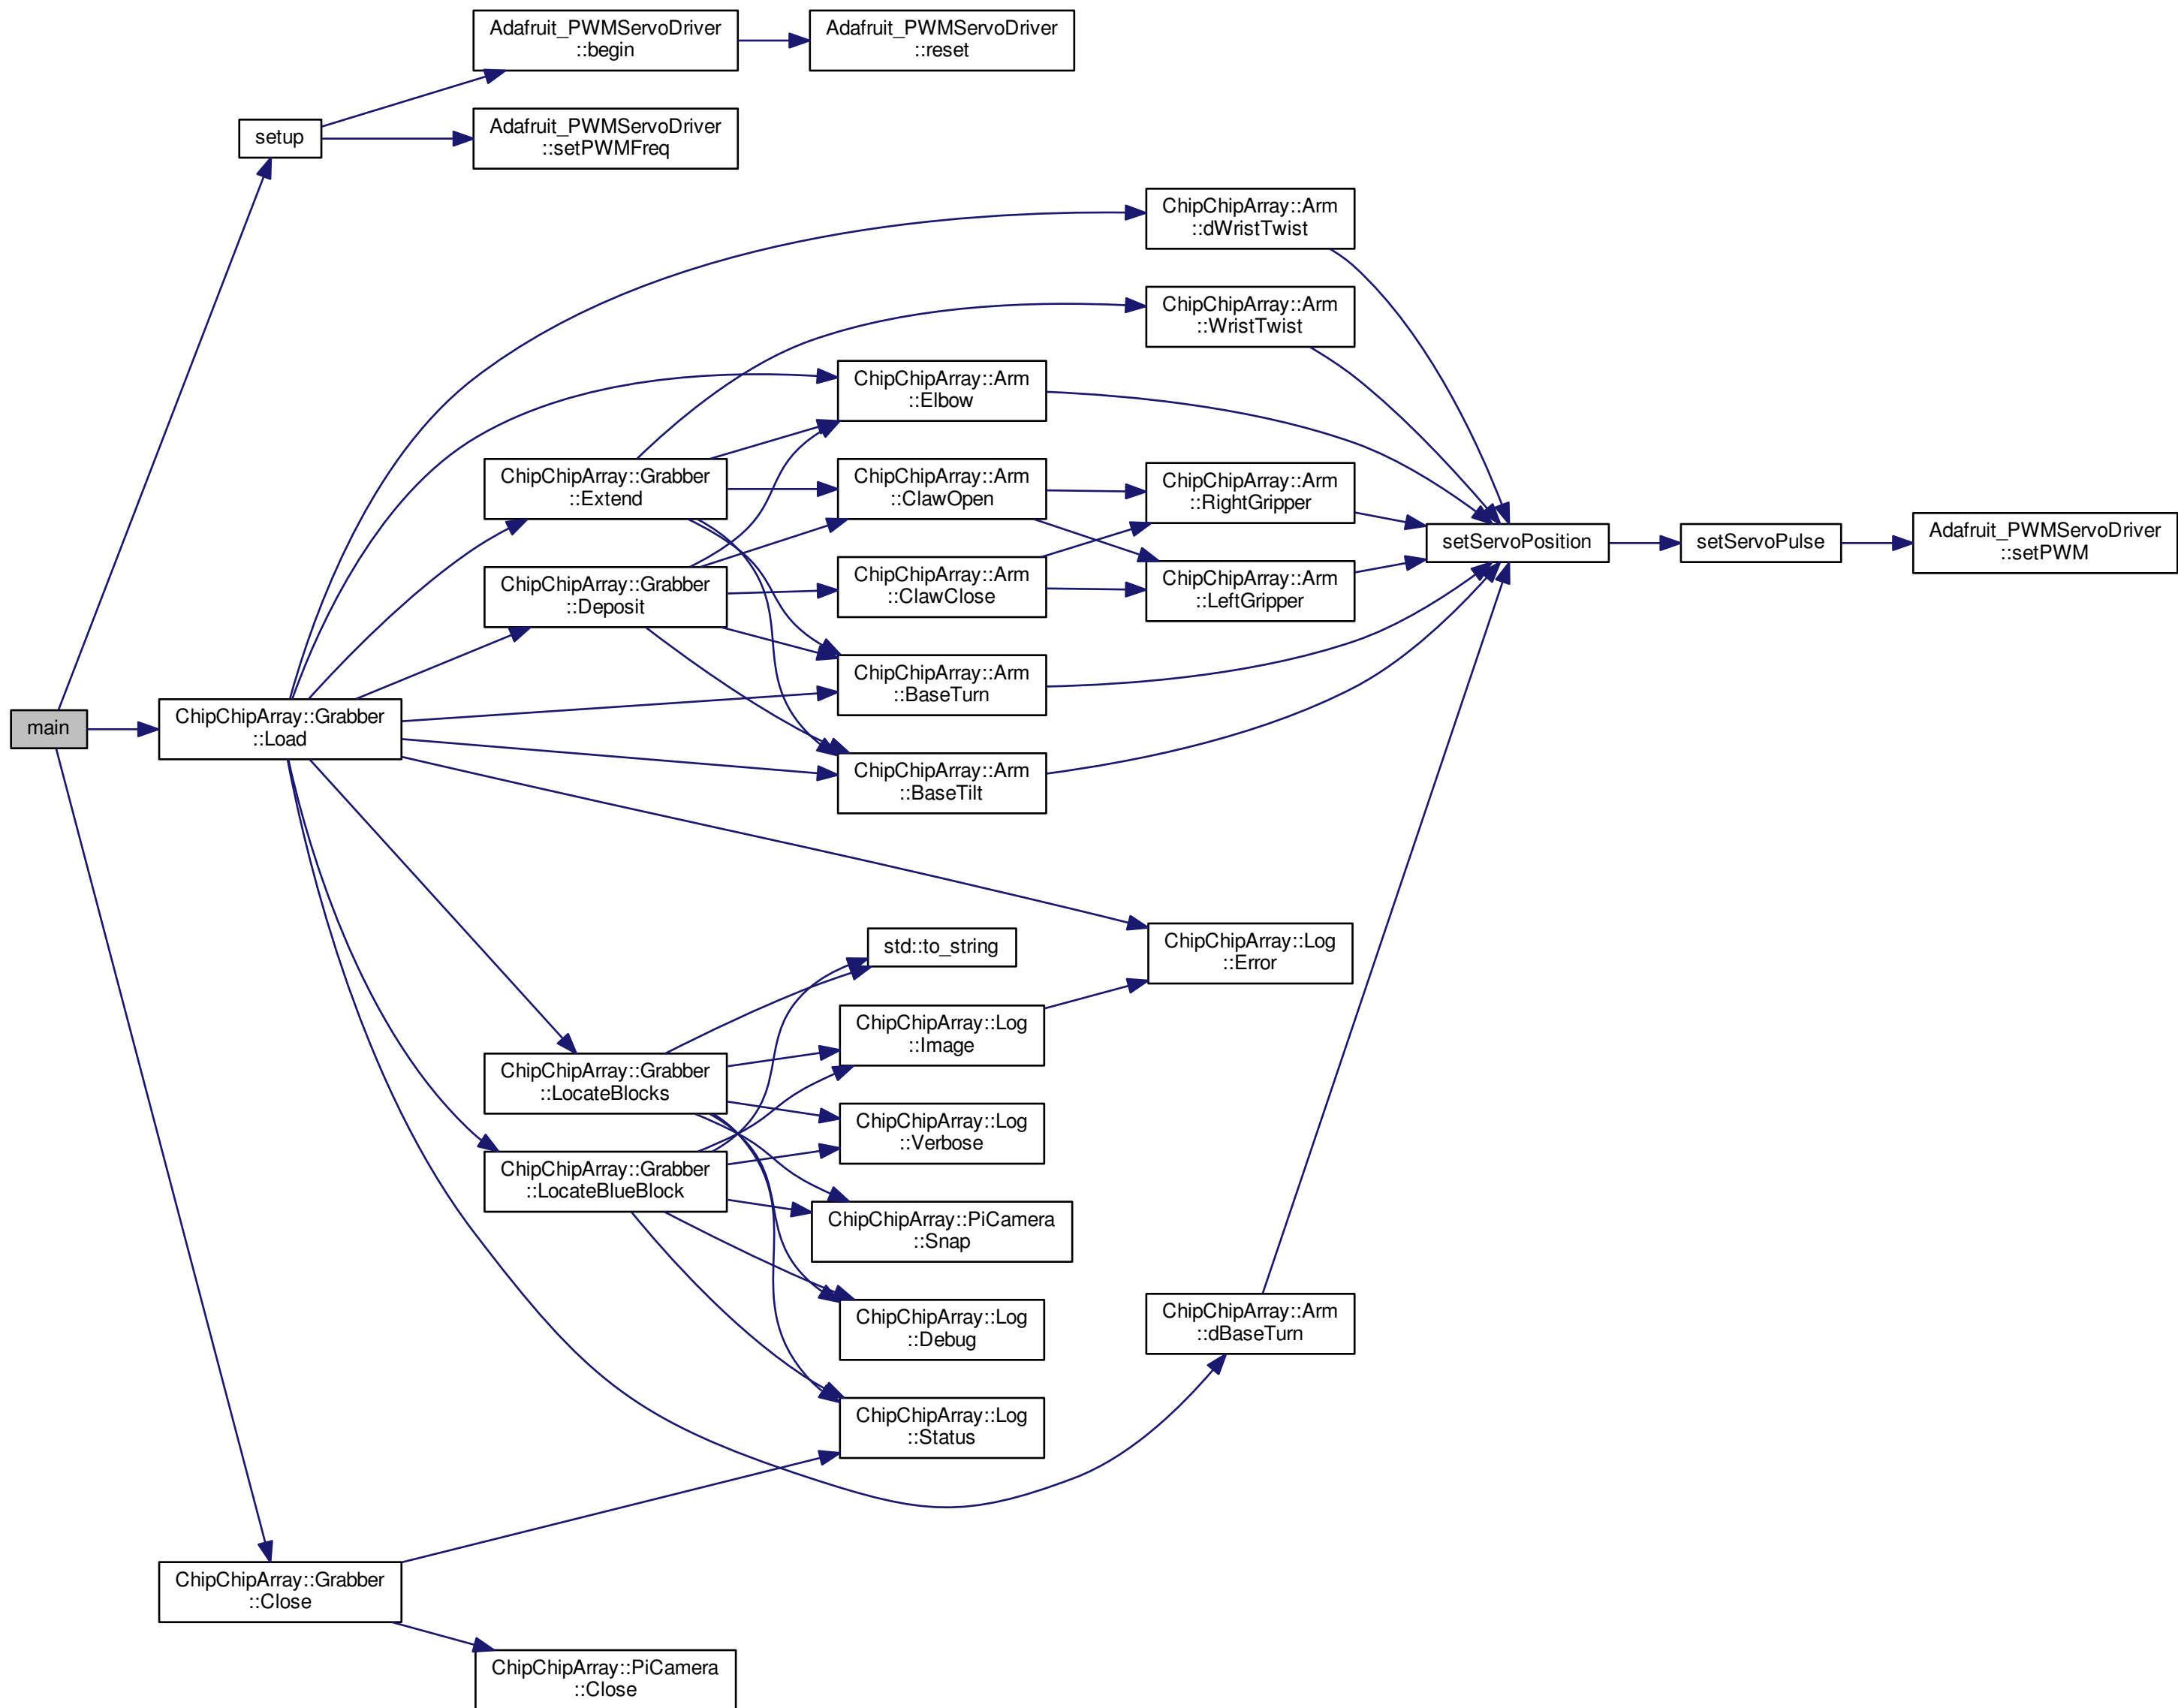 Adafruit_PWMServoDriver
::begin
Adafruit_PWMServoDriver
::reset
setup
Adafruit_PWMServoDriver
::setPWMFreq
ChipChipArray::Arm
::dWristTwist
ChipChipArray::Arm
::WristTwist
ChipChipArray::Arm
::Elbow
ChipChipArray::Grabber
::Extend
ChipChipArray::Arm
::ClawOpen
ChipChipArray::Arm
::RightGripper
setServoPosition
setServoPulse
Adafruit_PWMServoDriver
::setPWM
ChipChipArray::Grabber
::Deposit
ChipChipArray::Arm
::ClawClose
ChipChipArray::Arm
::LeftGripper
ChipChipArray::Arm
::BaseTurn
main
ChipChipArray::Grabber
::Load
ChipChipArray::Arm
::BaseTilt
std::to_string
ChipChipArray::Log
::Error
ChipChipArray::Log
::Image
ChipChipArray::Grabber
::LocateBlocks
ChipChipArray::Log
::Verbose
ChipChipArray::Grabber
::LocateBlueBlock
ChipChipArray::PiCamera
::Snap
ChipChipArray::Log
::Debug
ChipChipArray::Arm
::dBaseTurn
ChipChipArray::Log
::Status
ChipChipArray::Grabber
::Close
ChipChipArray::PiCamera
::Close